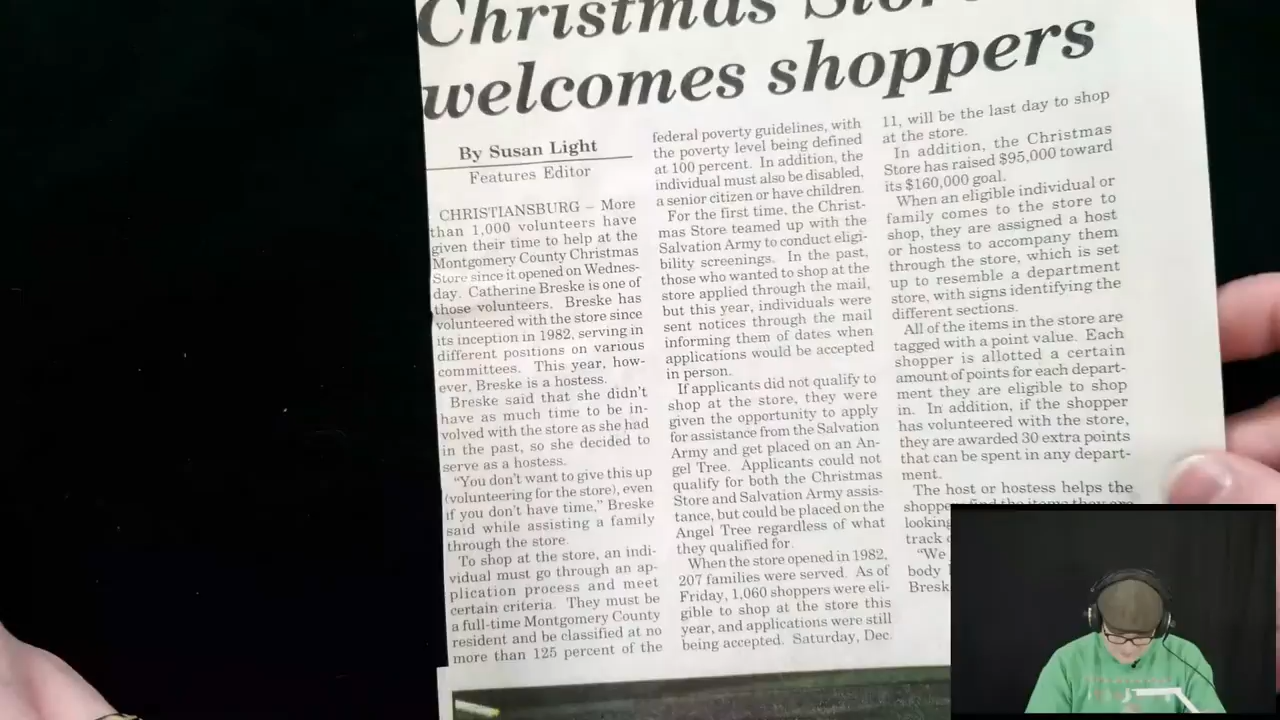 Christmas Store
welcomes shoppers
By Susan Light
Features Editor
CHRISTIANSBURG – More
than 1,000 volunteers have
given their time to help at the
Montgomery County Christmas
Store since it opened on Wednes-
day. Catherine Breske is one of
those volunteers. Breske has
volunteered with the store since
its inception in 1982, serving in
different positions on various
committees. This year, how-
ever, Breske is a hostess.
Breske said that she didn't
have as much time to be in-
volved with the store as she had
in the past, so she decided to
serve as a hostess.
"You don't want to give this up
(volunteering for the store), even
if you don't have time," Breske
said while assisting a family
through the store.
To shop at the store, an indi-
vidual must go through an ap-
plication process and meet
certain criteria. They must be
a full-time Montgomery County
resident and be classified at no
more than 125 percent of the
federal poverty guidelines, with
the poverty level being defined
at 100 percent. In addition, the
individual must also be disabled,
a senior citizen or have children.
For the first time, the Christ-
mas Store teamed up with the
Salvation Army to conduct eligi-
bility screenings. In the past,
those who wanted to shop at the
store applied through the mail,
but this year, individuals were
sent notices through the mail
informing them of dates when
applications would be accepted
in person.
If applicants did not qualify to
shop at the store, they were
given the opportunity to apply
for assistance from the Salvation
Army and get placed on an An-
gel Tree. Applicants could not
qualify for both the Christmas
Store and Salvation Army assis-
tance, but could be placed on the
Angel Tree regardless of what
they qualified for.
When the store opened in 1982,
207 families were served. As of
Friday, 1,060 shoppers were eli-
gible to shop at the store this
year, and applications were still
being accepted. Saturday, Dec.
11, will be the last day to shop
at the store.
In addition, the Christmas
Store has raised $95,000 toward
its $160,000 goal.
When an eligible individual or
family comes to the store to
shop, they are assigned a host
or hostess to accompany them
through the store, which is set
up to resemble a department
store, with signs identifying the
different sections.
All of the items in the store are
tagged with a point value. Each
shopper is allotted a certain
amount of points for each depart-
ment they are eligible to shop
in. In addition, if the shopper
has volunteered with the store,
they are awarded 30 extra points
that can be spent in any depart-
ment.
The host or hostess helps the
shopper find the items they are
looking
track
"We
body
Bresk